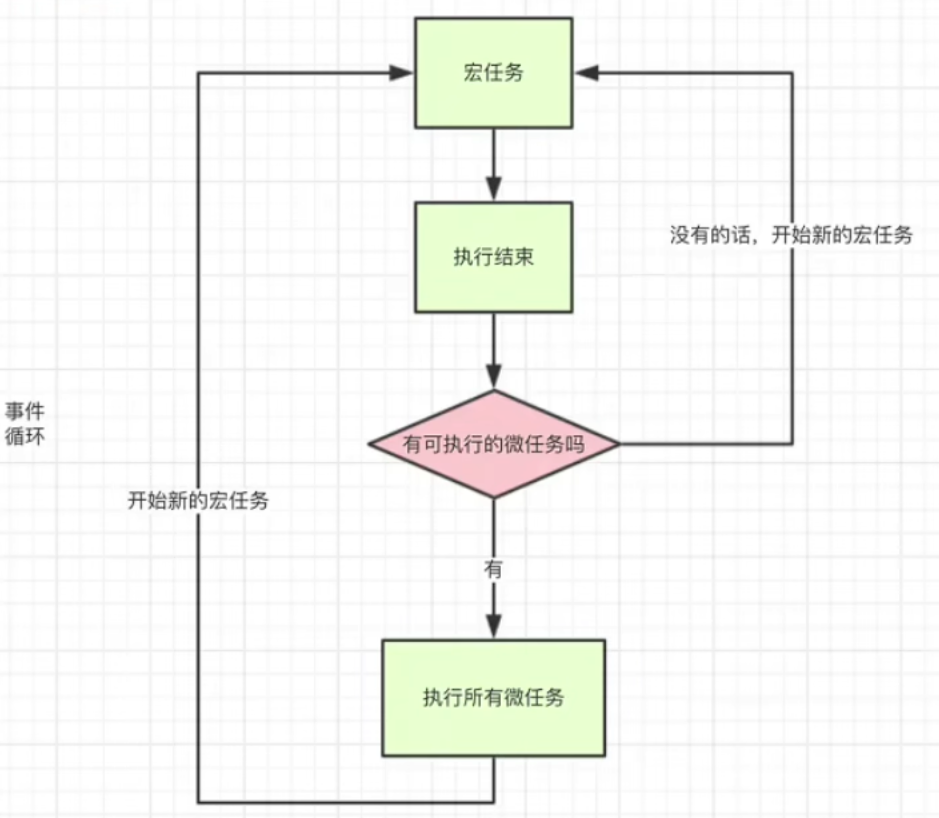 宏任务
执行结束
没有的话，开始新的宏任务
事件
循环
有可执行的微任务吗
开始新的宏任务
有
执行所有微任务